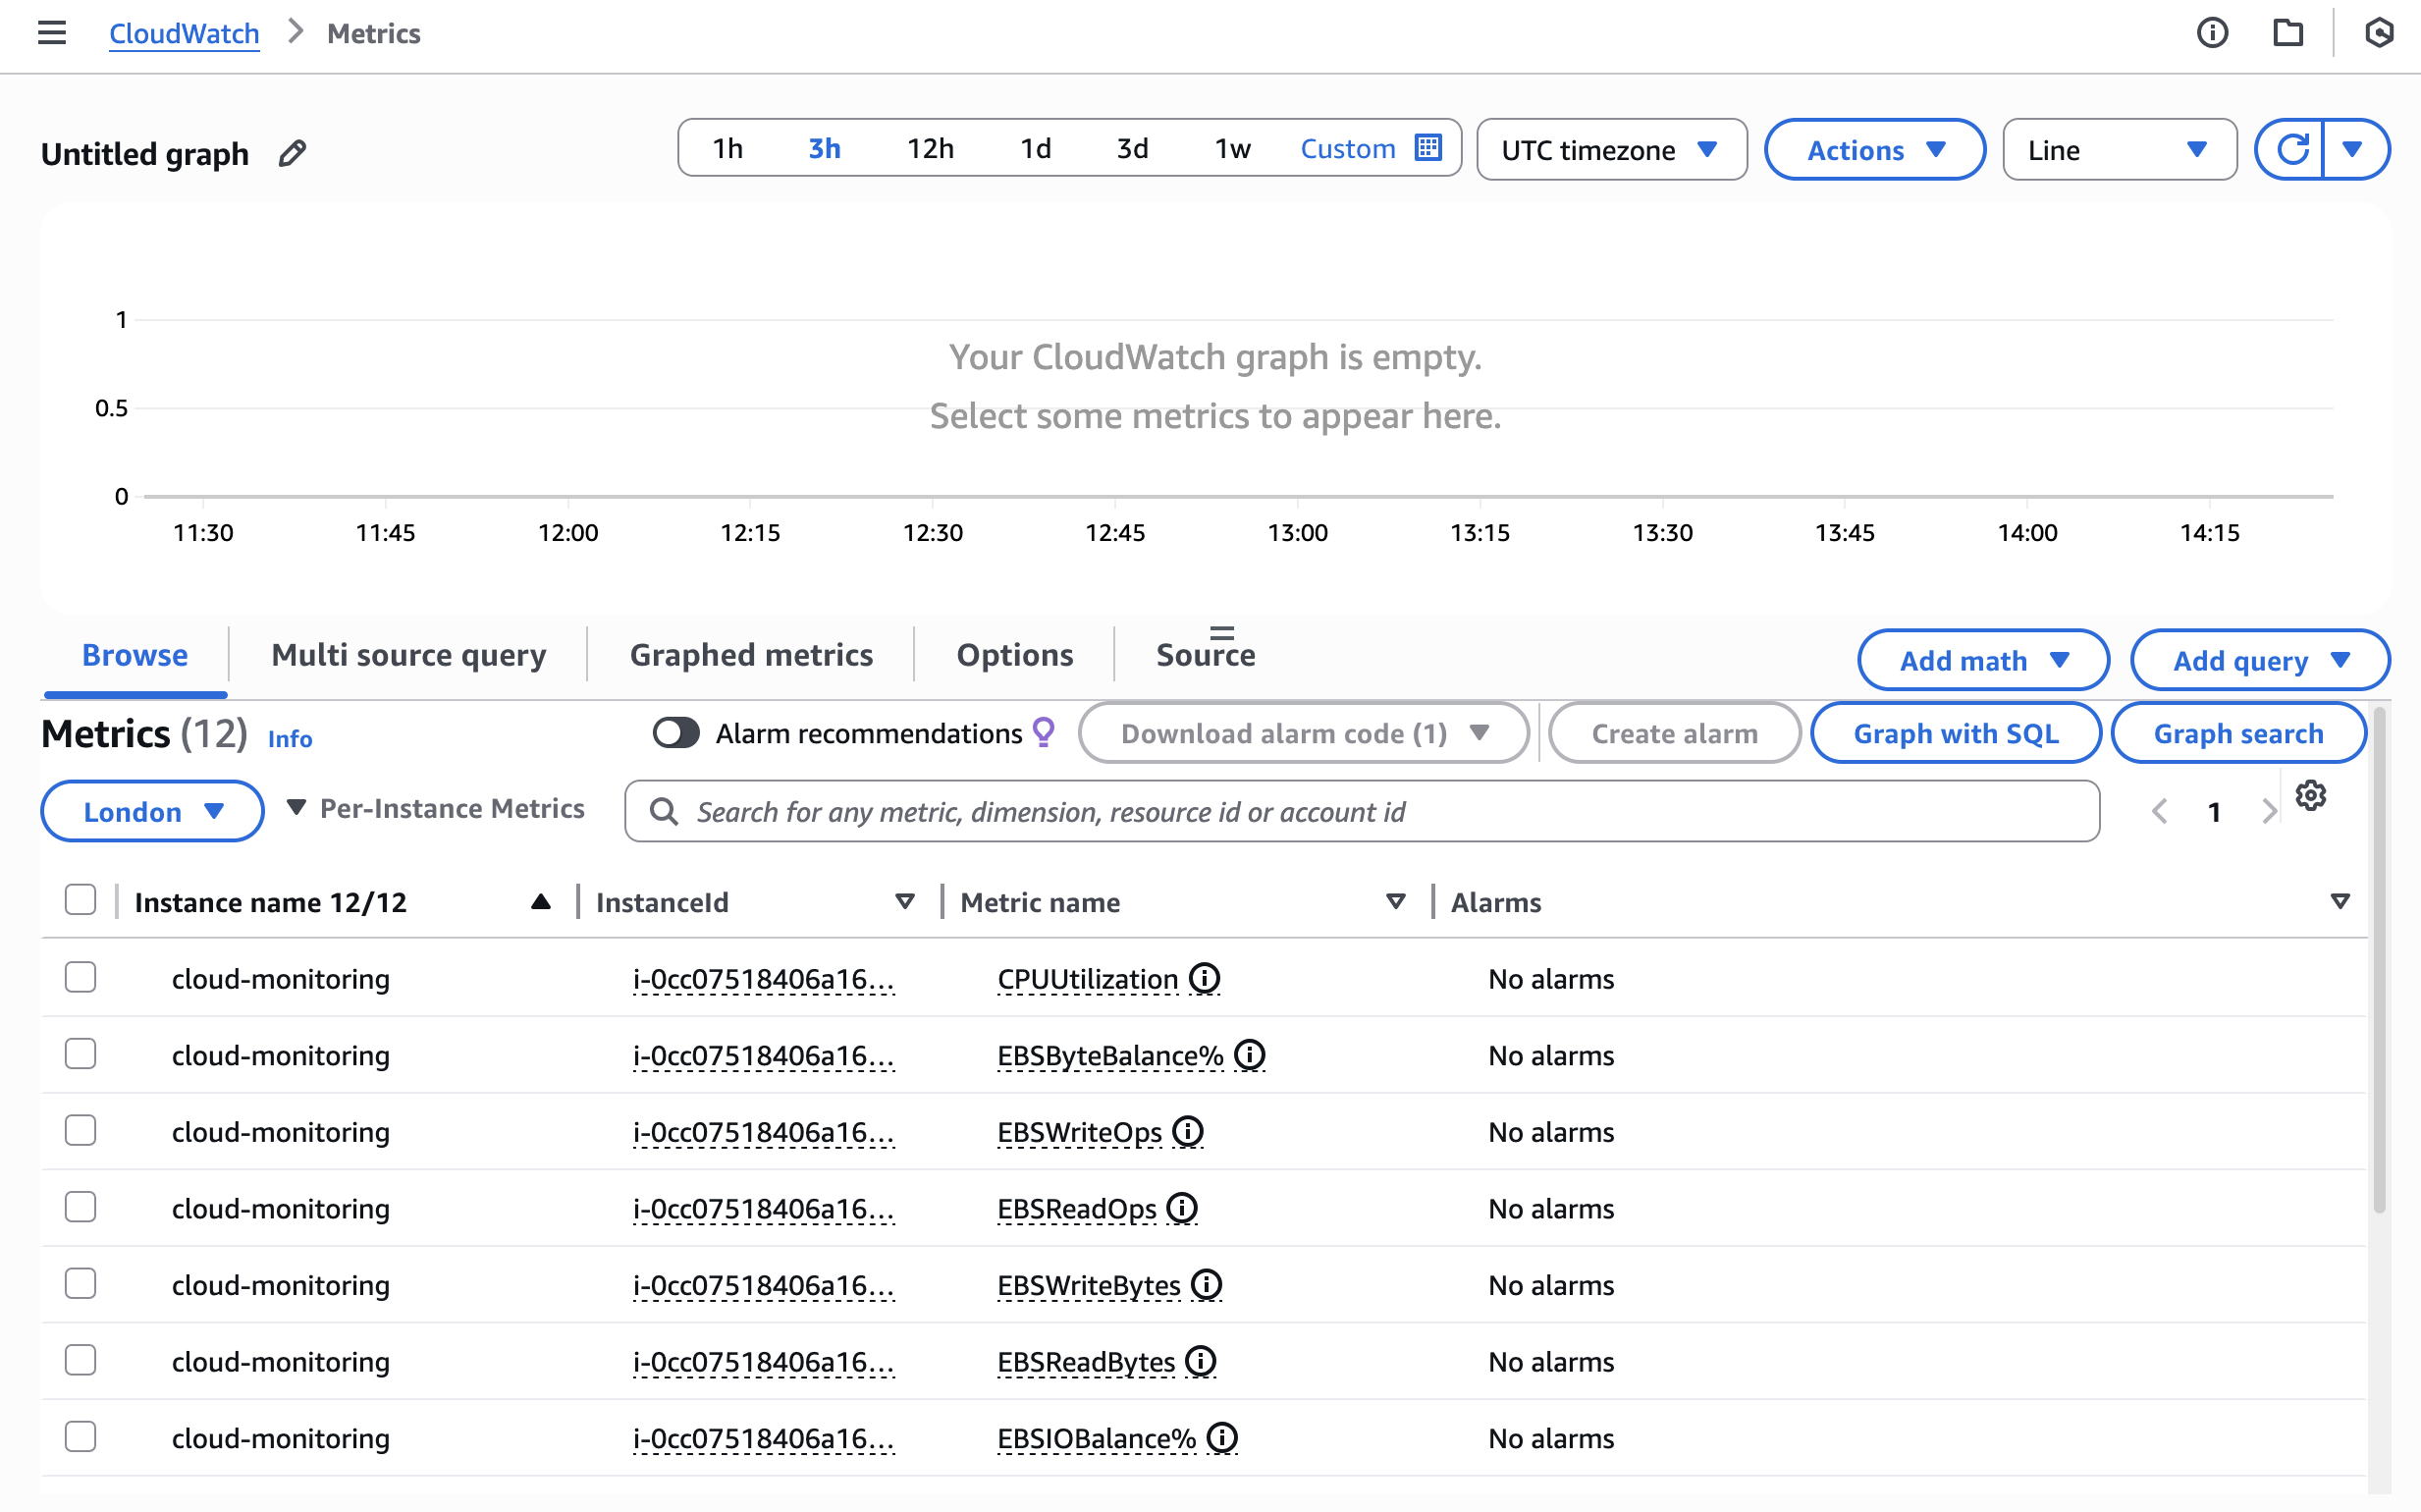 CloudWatch > Metrics
Untitled graph
1h 3h 12h 1d 3d 1w Custom UTC timezone Actions Line
1
Your CloudWatch graph is empty.
0.5
Select some metrics to appear here.
0
11:30 11:45 12:00 12:15 12:30 12:45 13:00 13:15 13:30 13:45 14:00 14:15
Browse Multi source query Graphed metrics Options Source Add math Add query
Metrics (12) Info Alarm recommendations Download alarm code (1) Create alarm Graph with SQL Graph search
London Per-Instance Metrics Search for any metric, dimension, resource id or account id 1
Instance name 12/12 InstanceId Metric name Alarms
cloud-monitoring i-0cc07518406a16... CPUUtilization No alarms
cloud-monitoring i-0cc07518406a16... EBSByteBalance% No alarms
cloud-monitoring i-0cc07518406a16... EBSWriteOps No alarms
cloud-monitoring i-0cc07518406a16... EBSReadOps No alarms
cloud-monitoring i-0cc07518406a16... EBSWriteBytes No alarms
cloud-monitoring i-0cc07518406a16... EBSReadBytes No alarms
cloud-monitoring i-0cc07518406a16... EBSIOBalance% No alarms